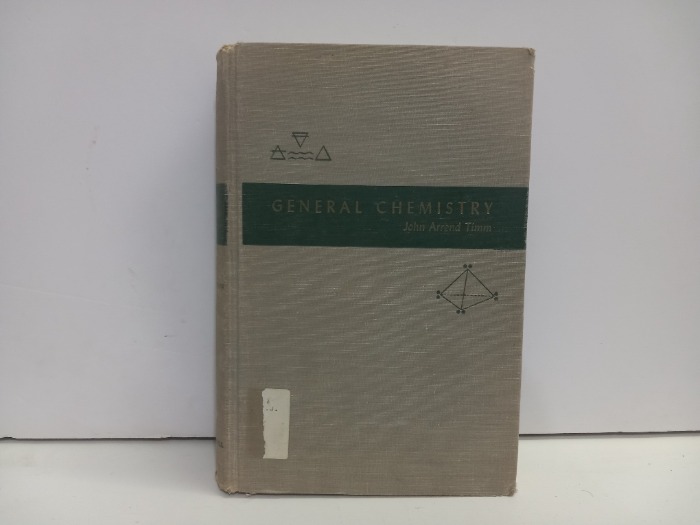 GENERAL CHEMISTRY
John Arrend Timm